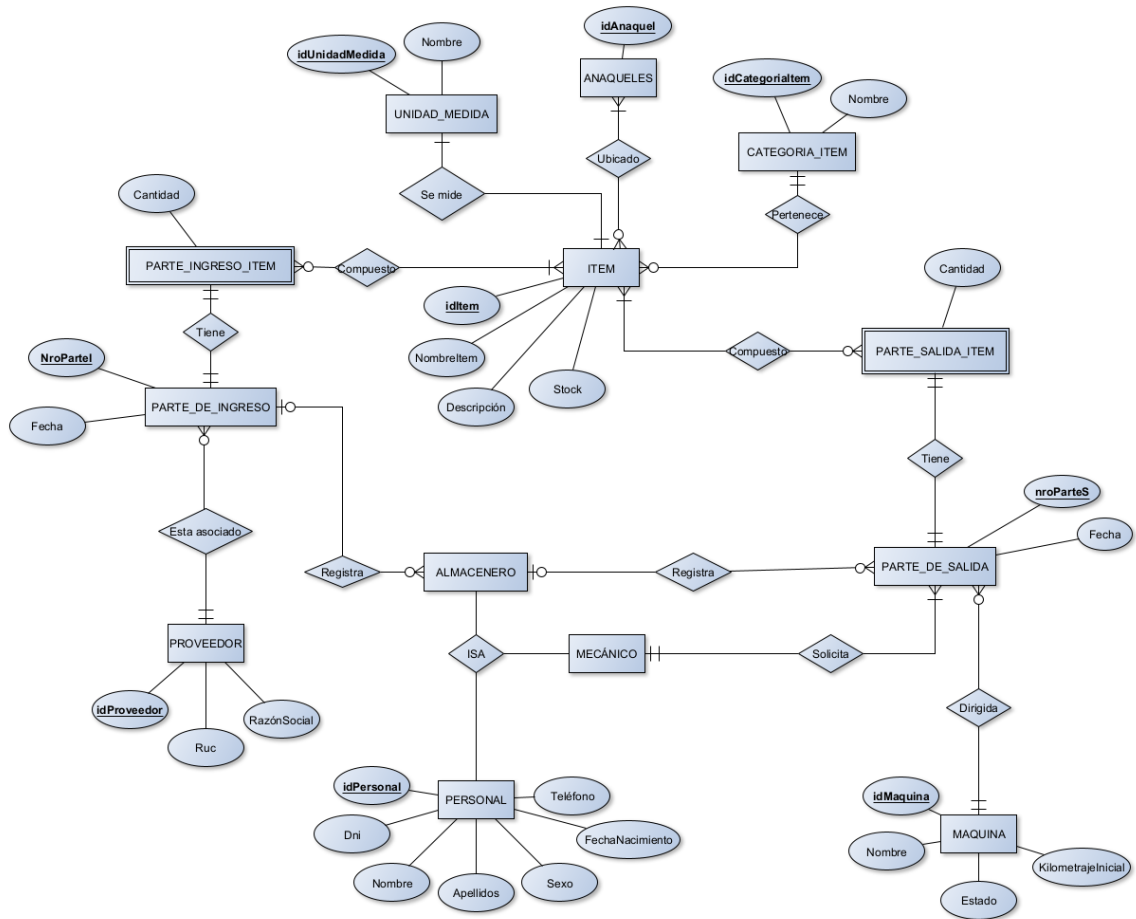 idAnaquel
Nombre
idUnidadMedida
ANAQUELES
idCategoriaItem
Nombre
UNIDAD_MEDIDA
CATEGORIA_ITEM
Ubicado
Se mide
Cantidad
Pertenece
PARTE_INGRESO_ITEM
Compuesto
ITEM
Cantidad
idItem
Tiene
NroParteI
NombreItem
Compuesto
PARTE_SALIDA_ITEM
Stock
Descripción
PARTE_DE_INGRESO
Fecha
Tiene
nroParteS
Esta asociado
Fecha
Registra
ALMACENERO
Registra
PARTE_DE_SALIDA
PROVEEDOR
ISA
MECÁNICO
Solicita
idProveedor
RazónSocial
Dirigida
Ruc
idPersonal
Teléfono
idMaquina
PERSONAL
Dni
FechaNacimiento
MAQUINA
Nombre
KilometrajeInicial
Nombre
Apellidos
Sexo
Estado